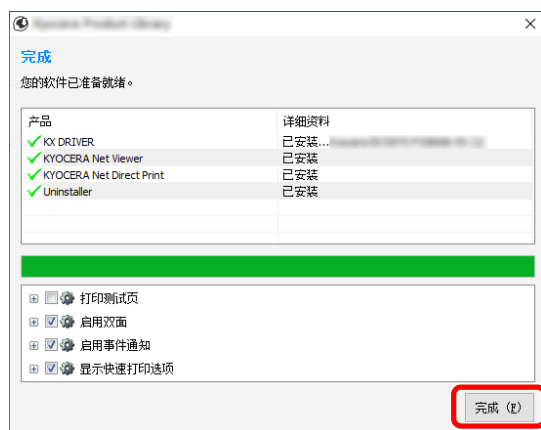 完成
您的软件已准备就绪。
产品 详细资料
KX DRIVER 已安装...
KYOCERA Net Viewer 已安装
KYOCERA Net Direct Print 已安装
Uninstaller 已安装
打印测试页
启用双面
启用事件通知
显示快速打印选项
完成 (F)